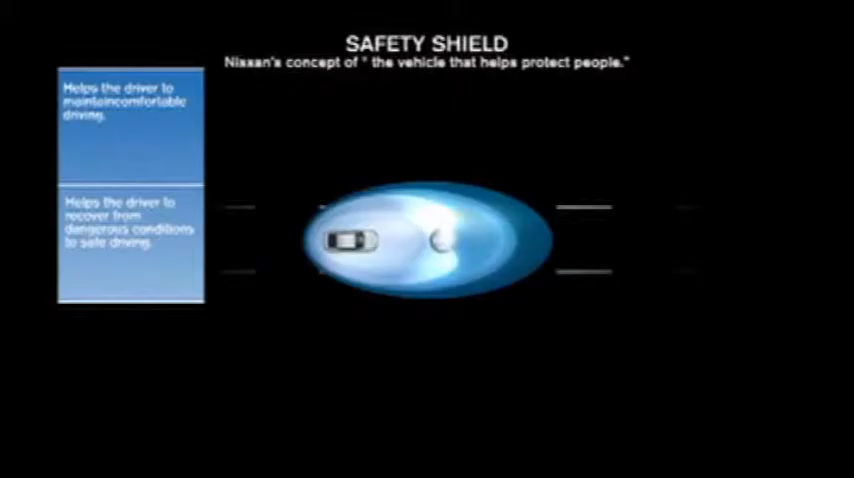 SAFETY SHIELD
Nissan's concept of " the vehicle that helps protect people."
Helps the driver to
maintaincomfortable
driving.
Helps the driver to
recover from
dangerous conditions
to safe driving.